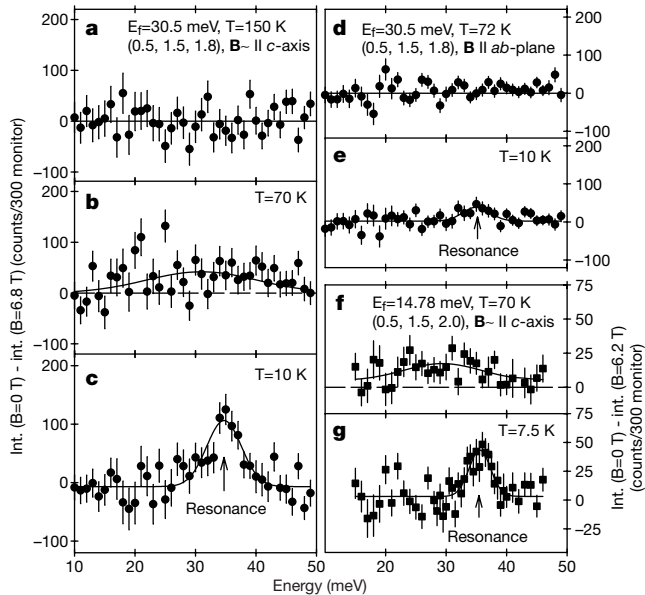 a
E_f=30.5 meV, T=150 K
(0.5, 1.5, 1.8), B~ II c-axis
200
100
0
−100
b
T=70 K
200
100
0
−100
c
T=10 K
100
0
−100
Resonance
10 20 30 40 50
d
E_f=30.5 meV, T=72 K
(0.5, 1.5, 1.8), B II ab-plane
200
100
0
−100
e
T=10 K
200
100
0
−100
Resonance
f
E_f=14.78 meV, T=70 K
(0.5, 1.5, 2.0), B~ II c-axis
75
50
25
0
75
g
T=7.5 K
50
25
0
−25
Resonance
20 30 40 50
Energy (meV)
Int. (B=0 T) - int. (B=6.8 T) (counts/300 monitor)
Int. (B=0 T) - int. (B=6.2 T)
(counts/300 monitor)